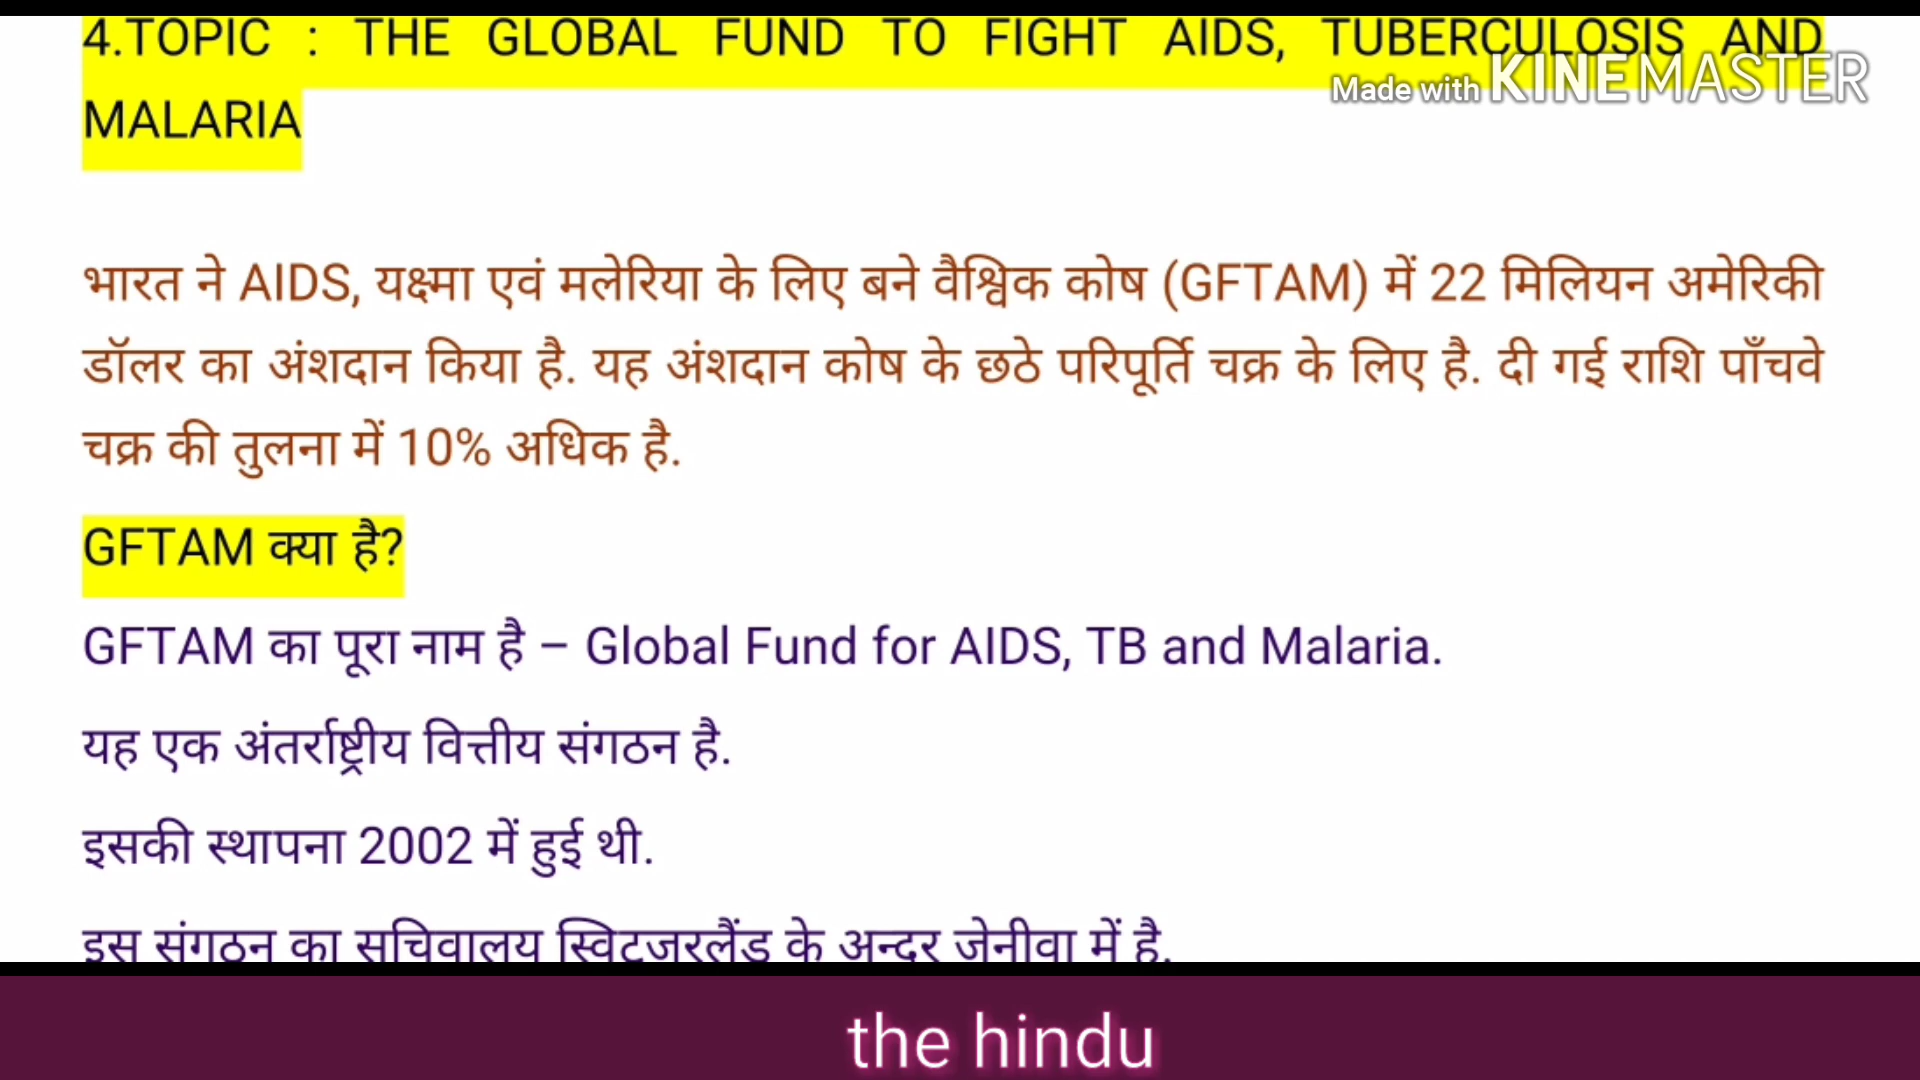 4.TOPIC : THE GLOBAL FUND TO FIGHT AIDS, TUBERCULOSIS AND
Made with KINEMASTER
MALARIA
भारत ने AIDS, यक्ष्मा एवं मलेरिया के लिए बने वैश्विक कोष (GFTAM) में 22 मिलियन अमेरिकी
डॉलर का अंशदान किया है. यह अंशदान कोष के छठे परिपूर्ति चक्र के लिए है. दी गई राशि पाँचवे
चक्र की तुलना में 10% अधिक है.
GFTAM क्या है?
GFTAM का पूरा नाम है – Global Fund for AIDS, TB and Malaria.
यह एक अंतर्राष्ट्रीय वित्तीय संगठन है.
इसकी स्थापना 2002 में हुई थी.
इस संगठन का सचिवालय स्विटजरलैंड के अन्दर जेनीवा में है.
the hindu